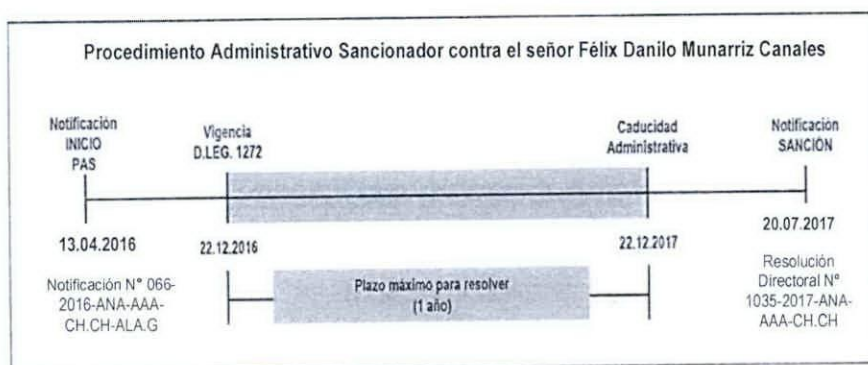 Procedimiento Administrativo Sancionador contra el señor Félix Danilo Munarriz Canales
Notificación
INICIO
PAS
Vigencia
D.LEG. 1272
Caducidad
Administrativa
Notificación
SANCIÓN
13.04.2016
22.12.2016
22.12.2017
20.07.2017
Notificación N° 066-
2016-ANA-AAA-
CH.CH-ALA.G
Plazo máximo para resolver
(1 año)
Resolución
Directoral N°
1035-2017-ANA-
AAA-CH.CH